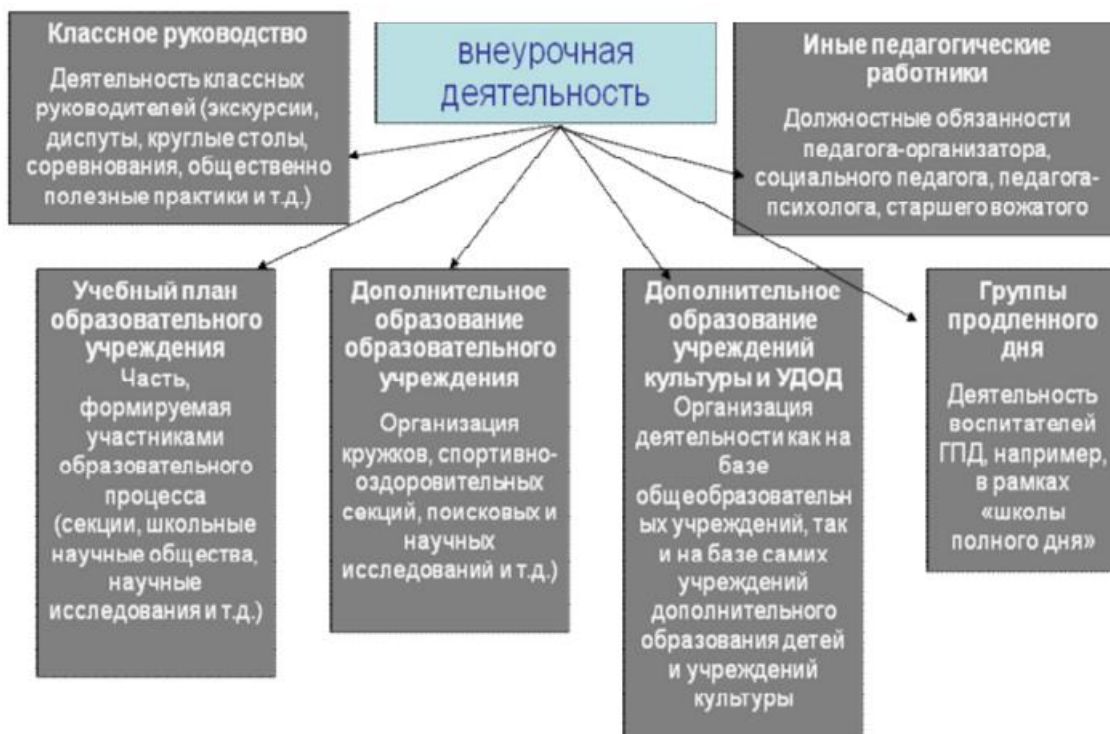 Классное руководство
Деятельность классных
руководителей (экскурсии,
диспуты, круглые столы,
соревнования, общественно
полезные практики и т.д.)
внеурочная
деятельность
Иные педагогические
работники
Должностные обязанности
педагога-организатора,
социального педагога, педагога-
психолога, старшего вожатого
Учебный план
образовательного
учреждения
Часть,
формируемая
участниками
образовательного
процесса
(секции, школьные
научные общества,
научные
исследования и т.д.)
Дополнительное
образование
образовательного
учреждения
Организация
кружков, спортивно-
оздоровительных
секций, поисковых и
научных
исследований и т.д.)
Дополнительное
образование
учреждений
культуры и УДОД
Организация
деятельности как на
базе
общеобразовательн
ых учреждений, так
и на базе самих
учреждений
дополнительного
образования детей
и учреждений
культуры
Группы
продленного
дня
Деятельность
воспитателей
ГПД, например,
в рамках
«школы
полного дня»